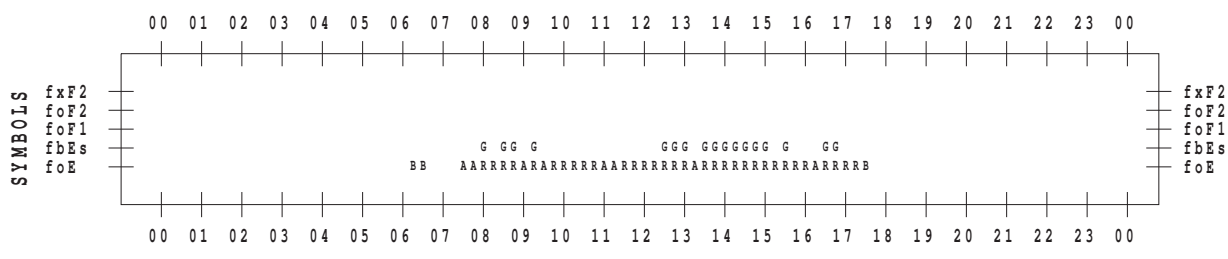 00 01 02 03 04 05 06 07 08 09 10 11 12 13 14 15 16 17 18 19 20 21 22 23 00
SYMBOLS
fxF2 fxF2
foF2 foF2
foF1 foF1
fbEs G GG G GGG GGGGGGG G GG fbEs
foE BB AARRRRARARRRRRAARRRRRRRARRRRRRRRRRRARRRRB foE
00 01 02 03 04 05 06 07 08 09 10 11 12 13 14 15 16 17 18 19 20 21 22 23 00